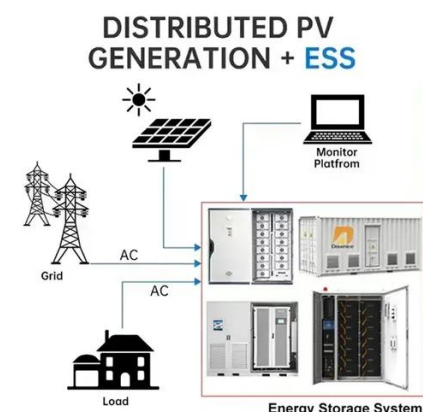 DISTRIBUTED PV
GENERATION + ESS
Monitor
Platfrom
AC
Grid
AC
Load
Energy Storage System